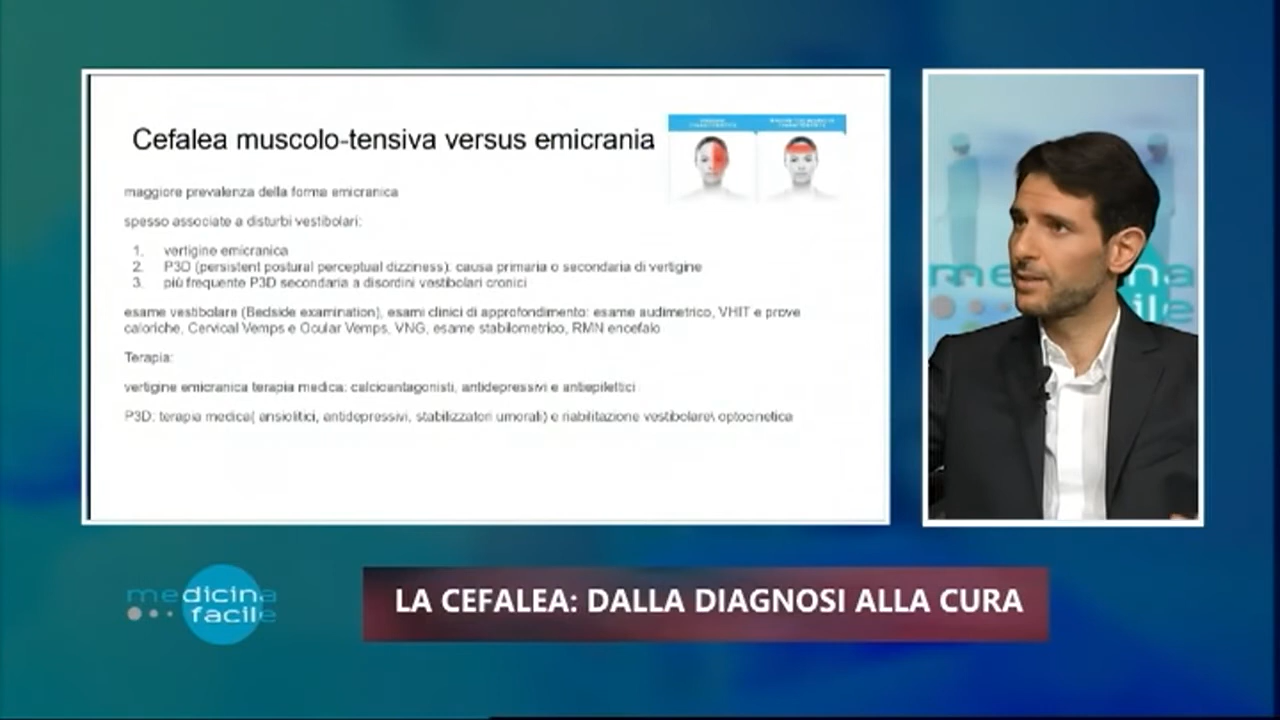 Cefalea muscolo-tensiva versus emicrania
maggiore prevalenza della forma emicranica
spesso associate a disturbi vestibolari:
1. vertigine emicranica
2. P3D (persistent postural perceptual dizziness): causa primaria o secondaria di vertigine
3. più frequente P3D secondaria a disordini vestibolari cronici
esame vestibolare (Bedside examination), esami clinici di approfondimento: esame audimetrico, VHIT e prove
caloriche, Cervical Vemps e Ocular Vemps, VNG, esame stabilometrico, RMN encefalo
Terapia:
vertigine emicranica terapia medica: calcioantagonisti, antidepressivi e antiepilettici
P3D: terapia medica( ansiolitici, antidepressivi, stabilizzatori umorali) e riabilitazione vestibolare\ optocinetica
medicina
facile
medicina
facile
LA CEFALEA: DALLA DIAGNOSI ALLA CURA